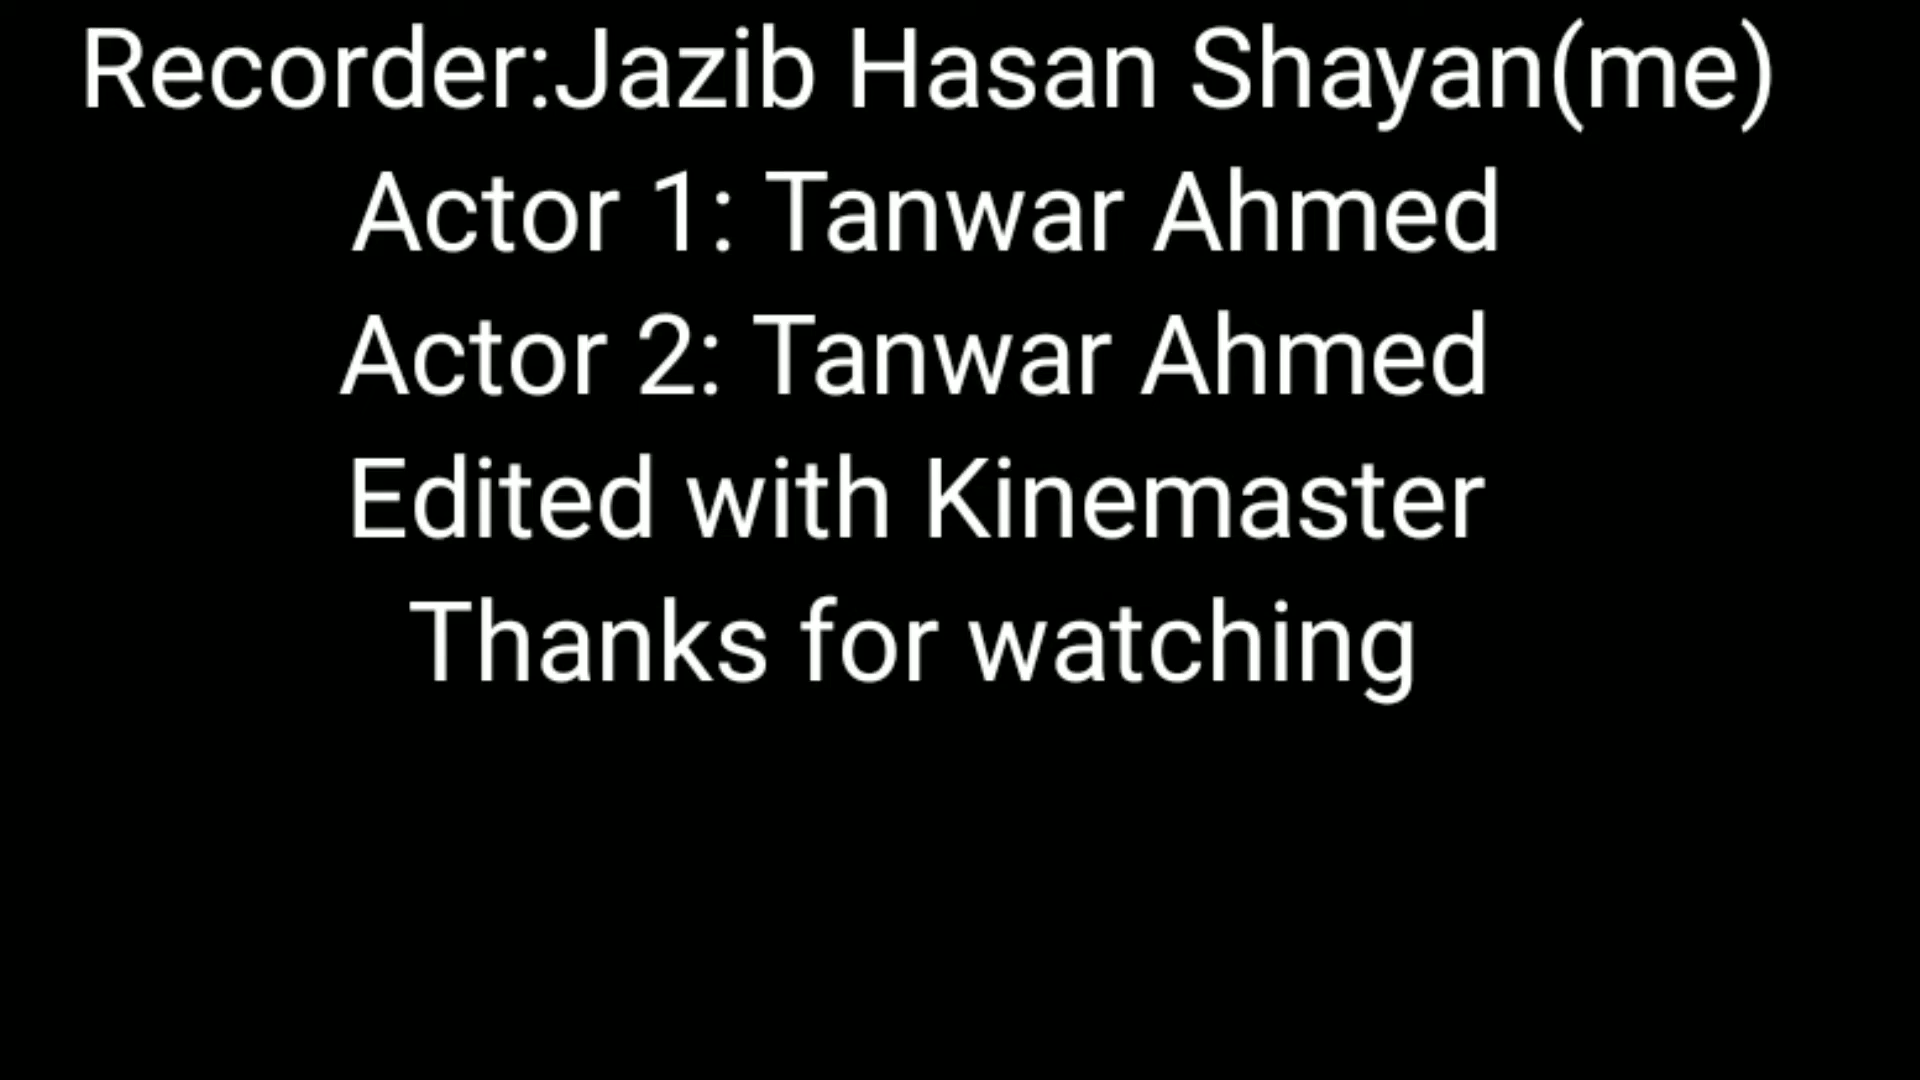 Recorder:Jazib Hasan Shayan(me)
Actor 1: Tanwar Ahmed
Actor 2: Tanwar Ahmed
Edited with Kinemaster
Thanks for watching